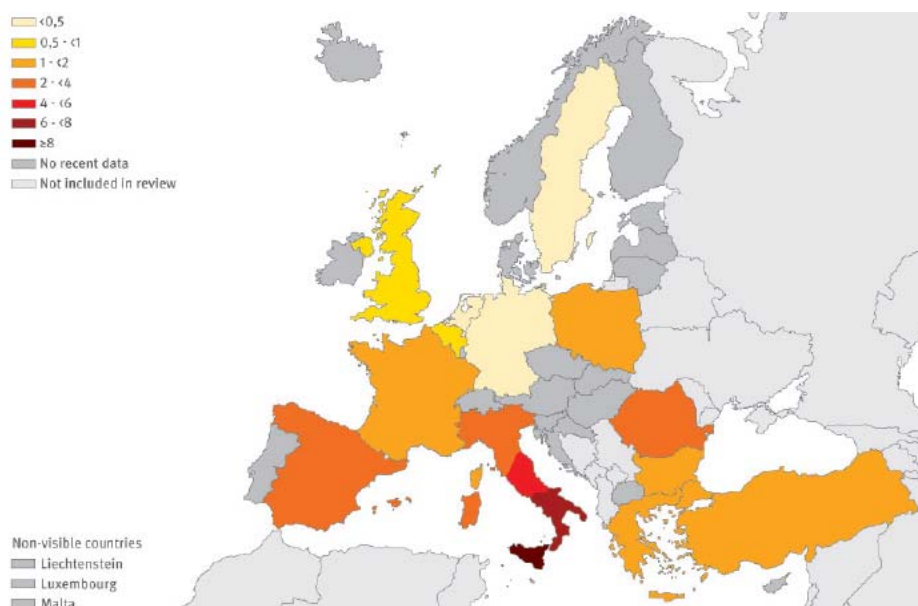 <0,5
0,5 - <1
1 - <2
2 - <4
4 - <6
6 - <8
≥8
No recent data
Not included in review
Non-visible countries
Liechtenstein
Luxembourg
Malta